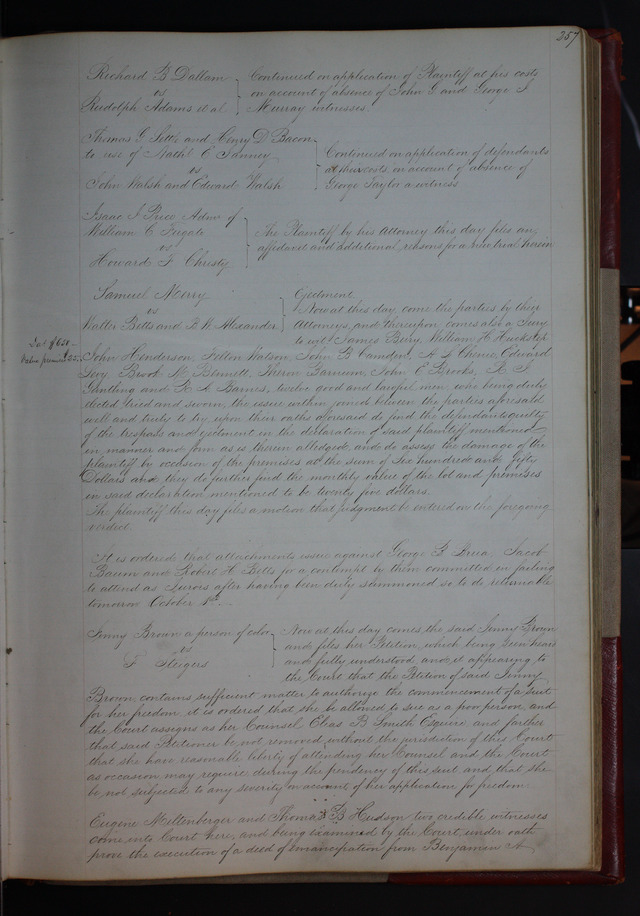 257
Richard B Dallam
vs
Rudolph Adams et al
Continued on application of Plaintiff at his costs
on account of absence of John G and George S
Murray witnesses
Thomas G Settle and Henry D Bacon
to use of Nathl E Janney
vs
John Walsh and Edward Walsh
Continued on application of defendants
at their costs on account of absence of
George Taylor a witness
Isaac J Price Admr of
William C Fugate
vs
Howard F Christy
The Plaintiff by his Attorney this day files an
affidavit and additional reasons for a new trial herein
Samuel Merry
vs
Walter Betts and B W Alexander
Ejectment
Now at this day come the parties by their
Attorneys, and thereupon comes also a Jury
to wit James Berry, William H
Dam $650 -
Value premises $25
John Henderson, Watson John B Camden, A S Edward
Levy, Brook Mc Bennett, Barnum, John E Brooks, R S
and R A Barnes, twelve good and lawful men, who being duly
elected tried and sworn, the issue within joined between the parties aforesaid
well and truly to try, upon their oaths aforesaid do find the defendants guilty
of the trespass and ejectment in the declaration of said plaintiff mentioned
in manner and form as is therein alledged, and do assess the damage of the
plaintiff by occasion of the premises at the sum of Six hundred and fifty
Dollars and they do further find the monthly value of the lot and premises
in said declaration mentioned to be twenty five dollars.
The plaintiff this day files a motion that judgment be entered on the foregoing
verdict.
It is ordered that attachments issue against George B Jacob
Bacum and Robert H Betts for a contempt by them committed in failing
to attend as Jurors after having been duly summoned so to do returnable
tomorrow October 4th
Jenny Brown a person of color
vs
F Steigers
Now at this day comes the said Jenny Brown
and files her Petition, which being seen heard
and fully understood and it appearing to
the Court that the Petition of said Jenny
Brown, contains sufficient matter to authorize the commencement of a suit
for her freedom it is ordered that she be allowed to sue as a poor person, and
the Court assigns as her Counsel Elias B Smith Esquire and further
that said Petitioner be not removed without the jurisdiction of this Court
that she have reasonable liberty of attending her Counsel and the Court
as occasion may require during the pendency of this suit and that she
be not subjected to any severity on account of her application for freedom.
Eugene Miltenberger and Thomas B Hudson two credible witnesses
come into Court here, and being examined by the Court under oath
prove the execution of a deed of emancipation from Benjamin A